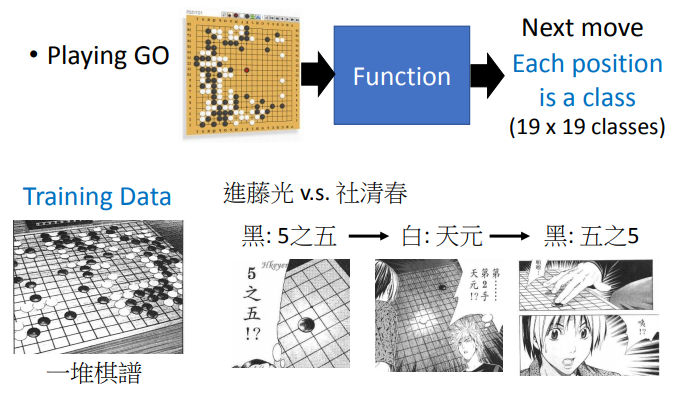 • Playing GO
Function
Next move
Each position
is a class
(19 x 19 classes)
Training Data
一堆棋譜
進藤光 v.s. 社清春
黑: 5之五 → 白: 天元 → 黑: 五之5
5之五!?
第……第2手天元!?
咦!?